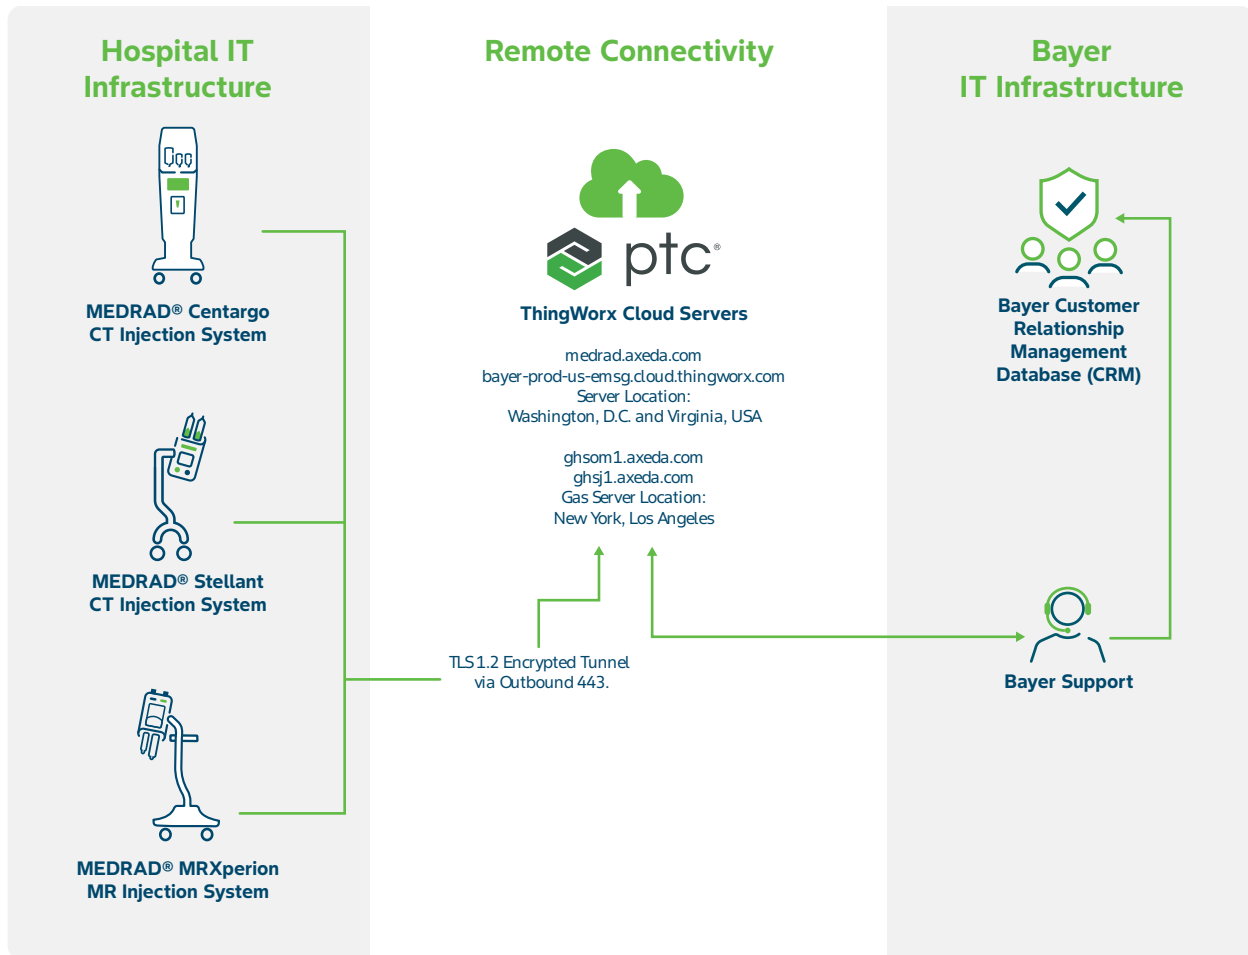 Hospital IT
Infrastructure
MEDRAD® Centargo
CT Injection System
MEDRAD® Stellant
CT Injection System
MEDRAD® MRXperion
MR Injection System
Remote Connectivity
ptc®
ThingWorx Cloud Servers
medrad.axeda.com
bayer-prod-us-emsg.cloud.thingworx.com
Server Location:
Washington, D.C. and Virginia, USA
ghsom1.axeda.com
ghsj1.axeda.com
Gas Server Location:
New York, Los Angeles
TLS 1.2 Encrypted Tunnel
via Outbound 443.
Bayer
IT Infrastructure
Bayer Customer
Relationship
Management
Database (CRM)
Bayer Support